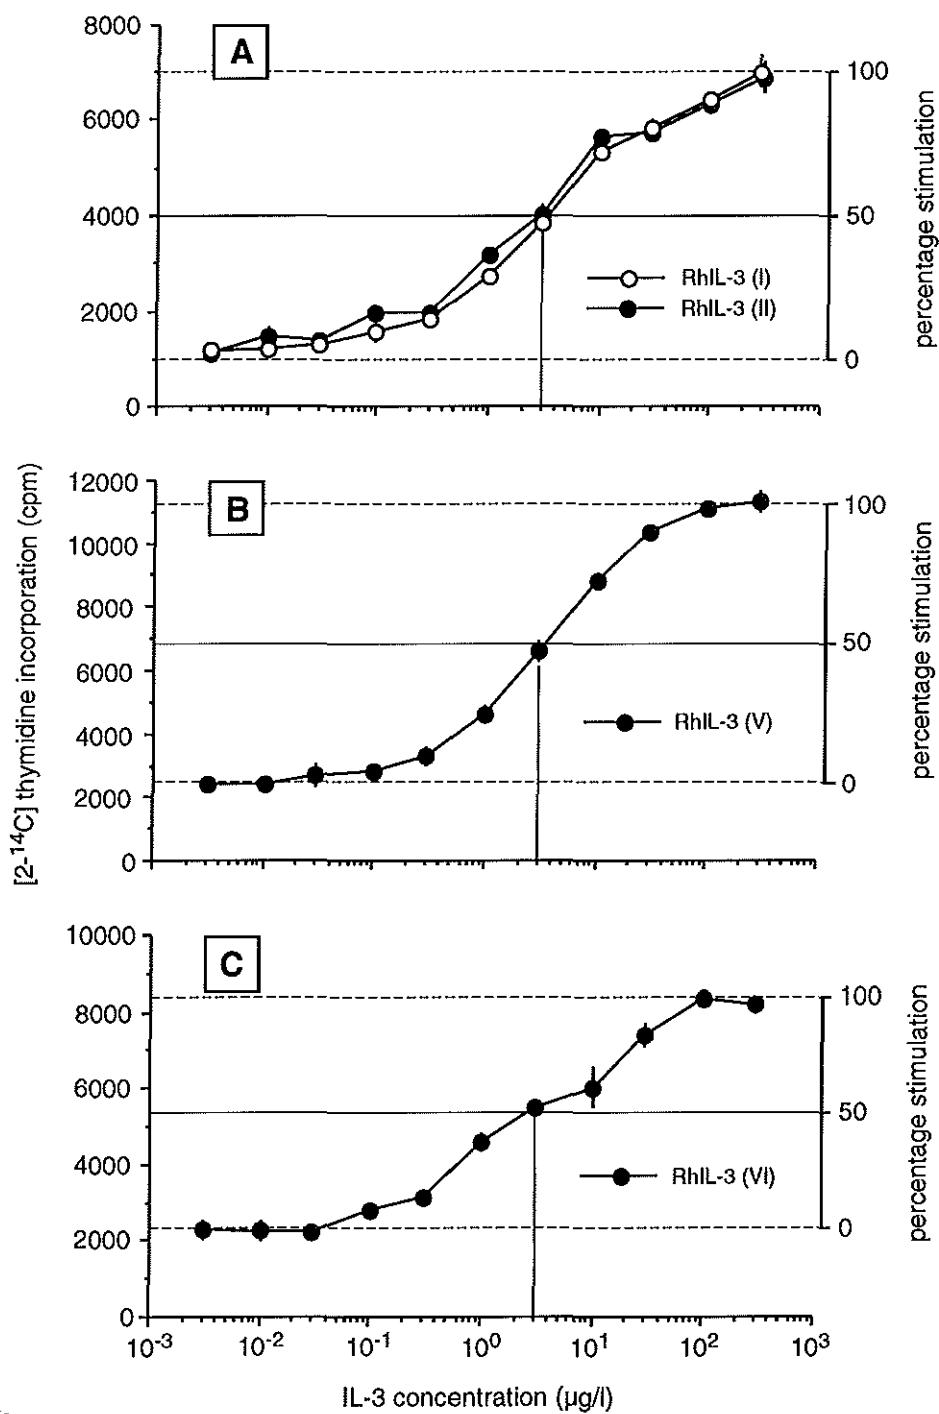 A
8000
6000
4000
2000
0
100
50
0
percentage stimulation
RhIL-3 (I)
RhIL-3 (II)
B
12000
10000
8000
6000
4000
2000
0
100
50
0
percentage stimulation
RhIL-3 (V)
[2-¹⁴C] thymidine incorporation (cpm)
C
10000
8000
6000
4000
2000
0
100
50
0
percentage stimulation
RhIL-3 (VI)
10⁻³ 10⁻² 10⁻¹ 10⁰ 10¹ 10² 10³
IL-3 concentration (µg/l)